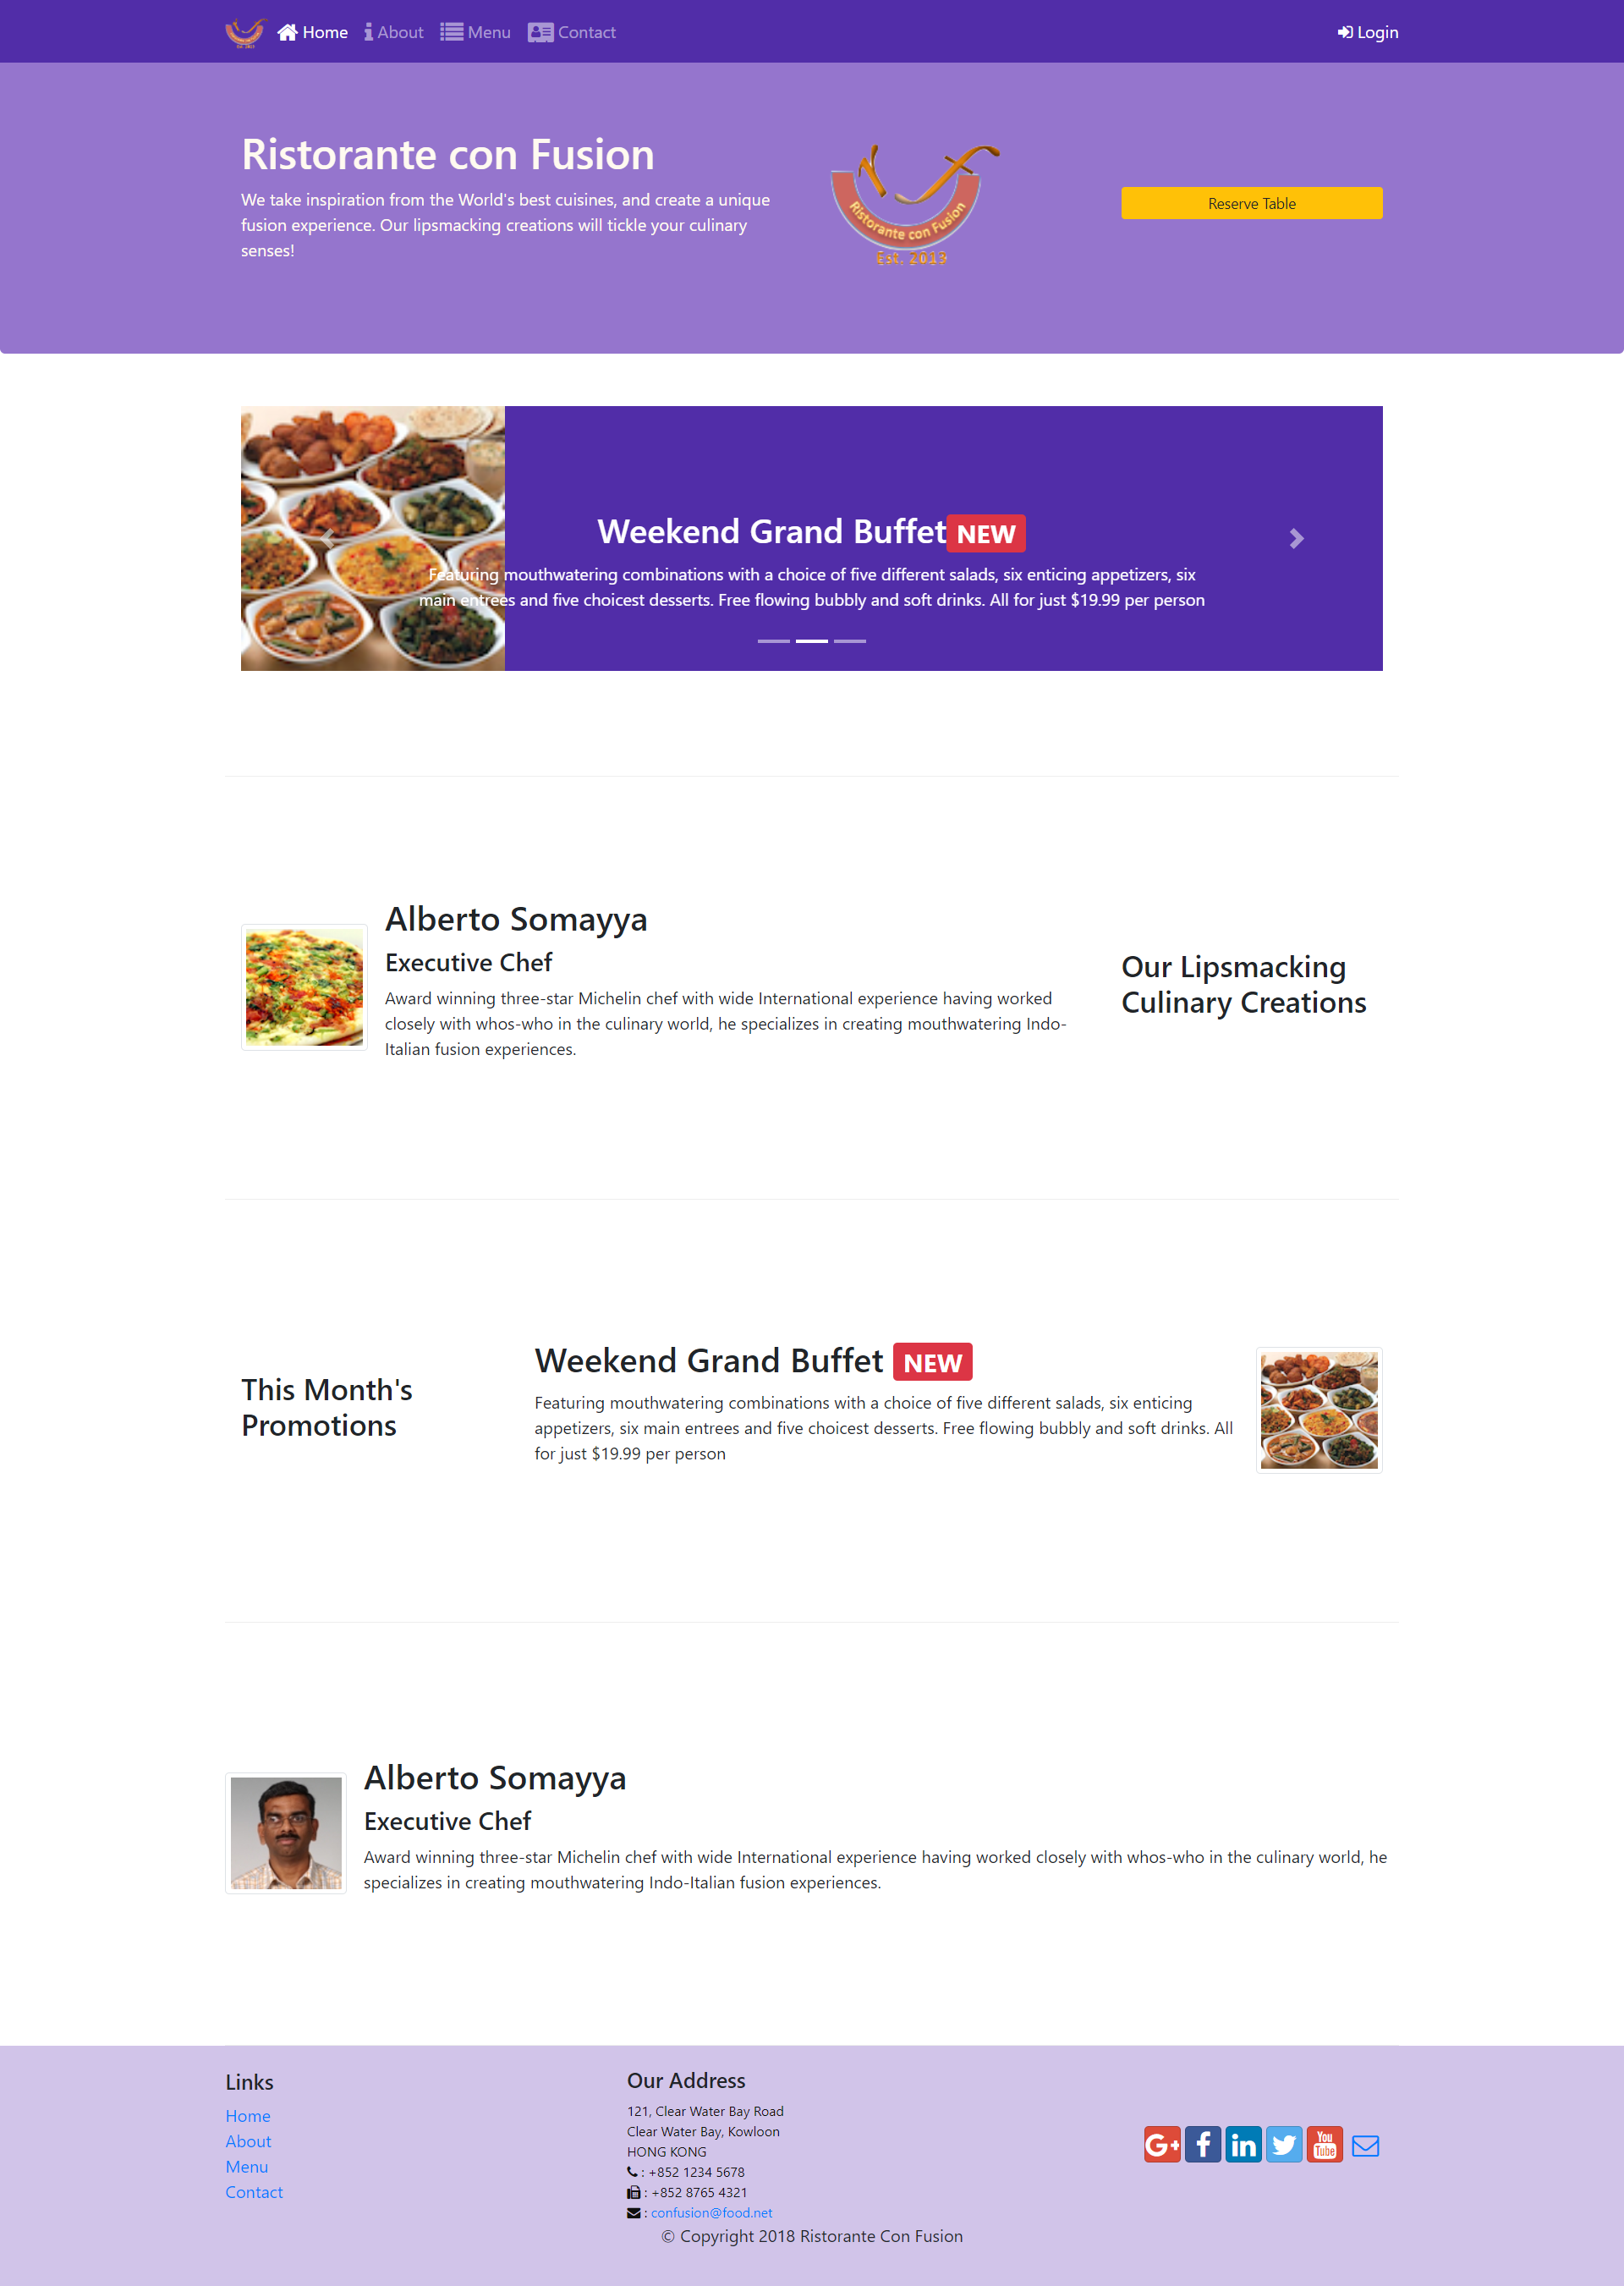 Home About Menu Contact Login
Ristorante con Fusion
We take inspiration from the World's best cuisines, and create a unique
fusion experience. Our lipsmacking creations will tickle your culinary
senses!
Ristorante con Fusion
Est. 2013
Reserve Table
Weekend Grand Buffet NEW
Featuring mouthwatering combinations with a choice of five different salads, six enticing appetizers, six
main entrees and five choicest desserts. Free flowing bubbly and soft drinks. All for just $19.99 per person
Alberto Somayya
Executive Chef
Award winning three-star Michelin chef with wide International experience having worked
closely with whos-who in the culinary world, he specializes in creating mouthwatering Indo-
Italian fusion experiences.
Our Lipsmacking
Culinary Creations
This Month's
Promotions
Weekend Grand Buffet NEW
Featuring mouthwatering combinations with a choice of five different salads, six enticing
appetizers, six main entrees and five choicest desserts. Free flowing bubbly and soft drinks. All
for just $19.99 per person
Alberto Somayya
Executive Chef
Award winning three-star Michelin chef with wide International experience having worked closely with whos-who in the culinary world, he
specializes in creating mouthwatering Indo-Italian fusion experiences.
Links
Home
About
Menu
Contact
Our Address
121, Clear Water Bay Road
Clear Water Bay, Kowloon
HONG KONG
: +852 1234 5678
: +852 8765 4321
: confusion@food.net
G+ f in You Tube
© Copyright 2018 Ristorante Con Fusion